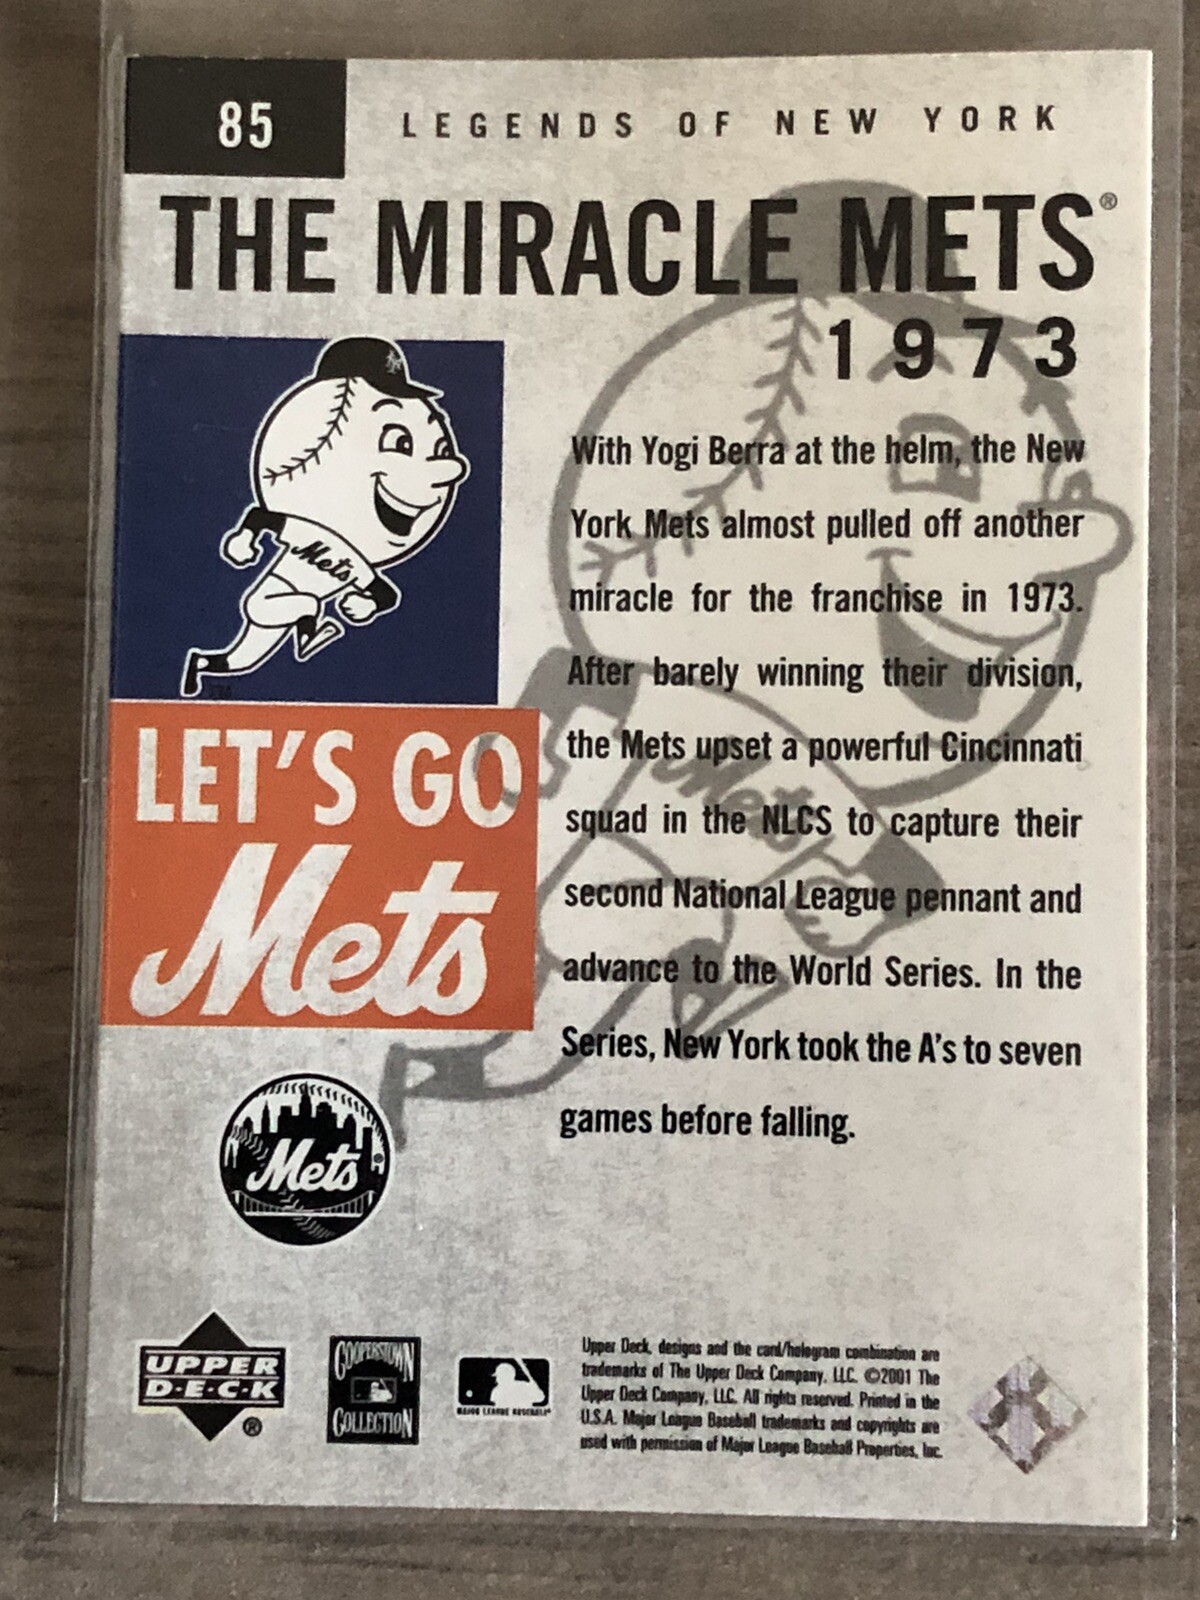 85
LEGENDS OF NEW YORK
THE MIRACLE METS®
1973
Mets
LET'S GO
Mets
With Yogi Berra at the helm, the New
York Mets almost pulled off another
miracle for the franchise in 1973.
After barely winning their division,
the Mets upset a powerful Cincinnati
squad in the NLCS to capture their
second National League pennant and
advance to the World Series. In the
Series, New York took the A's to seven
games before falling.
Mets
Mets
UPPER
D·E·C·K
®
COOPERSTOWN
COLLECTION
MAJOR LEAGUE BASEBALL®
Upper Deck, designs and the card/hologram combination are
trademarks of The Upper Deck Company, LLC. ©2001 The
Upper Deck Company, LLC. All rights reserved. Printed in the
U.S.A. Major League Baseball trademarks and copyrights are
used with permission of Major League Baseball Properties, Inc.